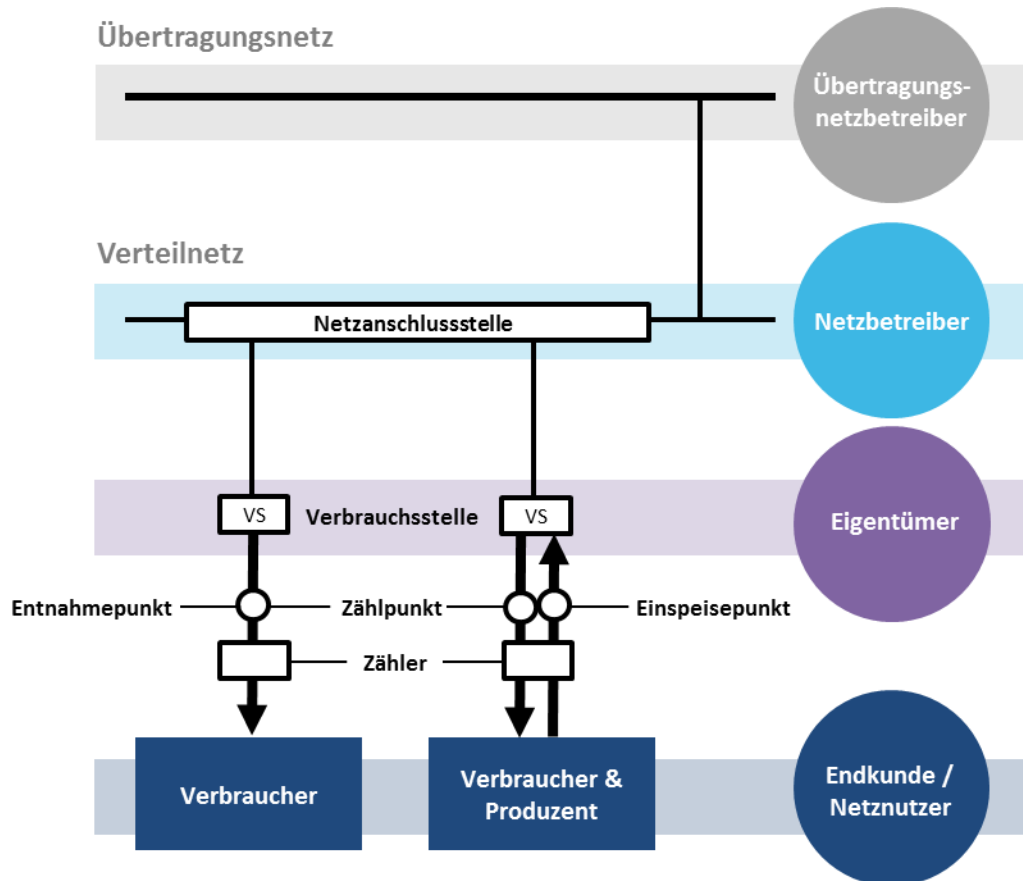 Übertragungsnetz
Übertragungs-
netzbetreiber
Verteilnetz
Netzanschlussstelle
Netzbetreiber
VS
Verbrauchsstelle
VS
Eigentümer
Entnahmepunkt
Zählpunkt
Einspeisepunkt
Zähler
Verbraucher
Verbraucher &
Produzent
Endkunde /
Netznutzer